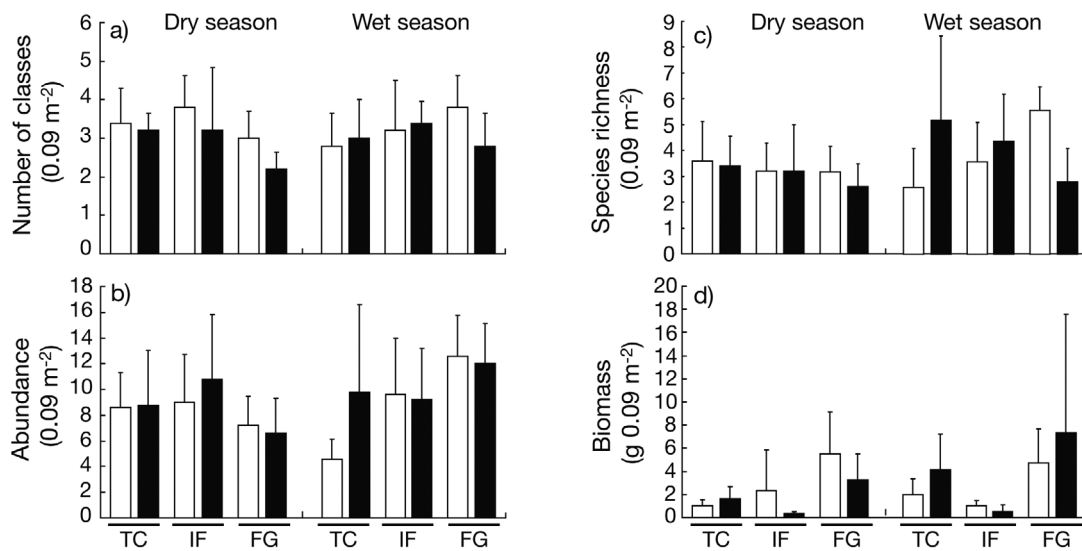 a)
Dry season
Wet season
Number of classes
(0.09 m-2)
6
5
4
3
2
1
0
c)
Dry season
Wet season
Species richness
(0.09 m-2)
9
8
7
6
5
4
3
2
1
0
b)
Abundance
(0.09 m-2)
18
16
14
12
10
8
6
4
2
0
TC IF FG TC IF FG
d)
Biomass
(g 0.09 m-2)
20
18
16
14
12
10
8
6
4
2
0
TC IF FG TC IF FG